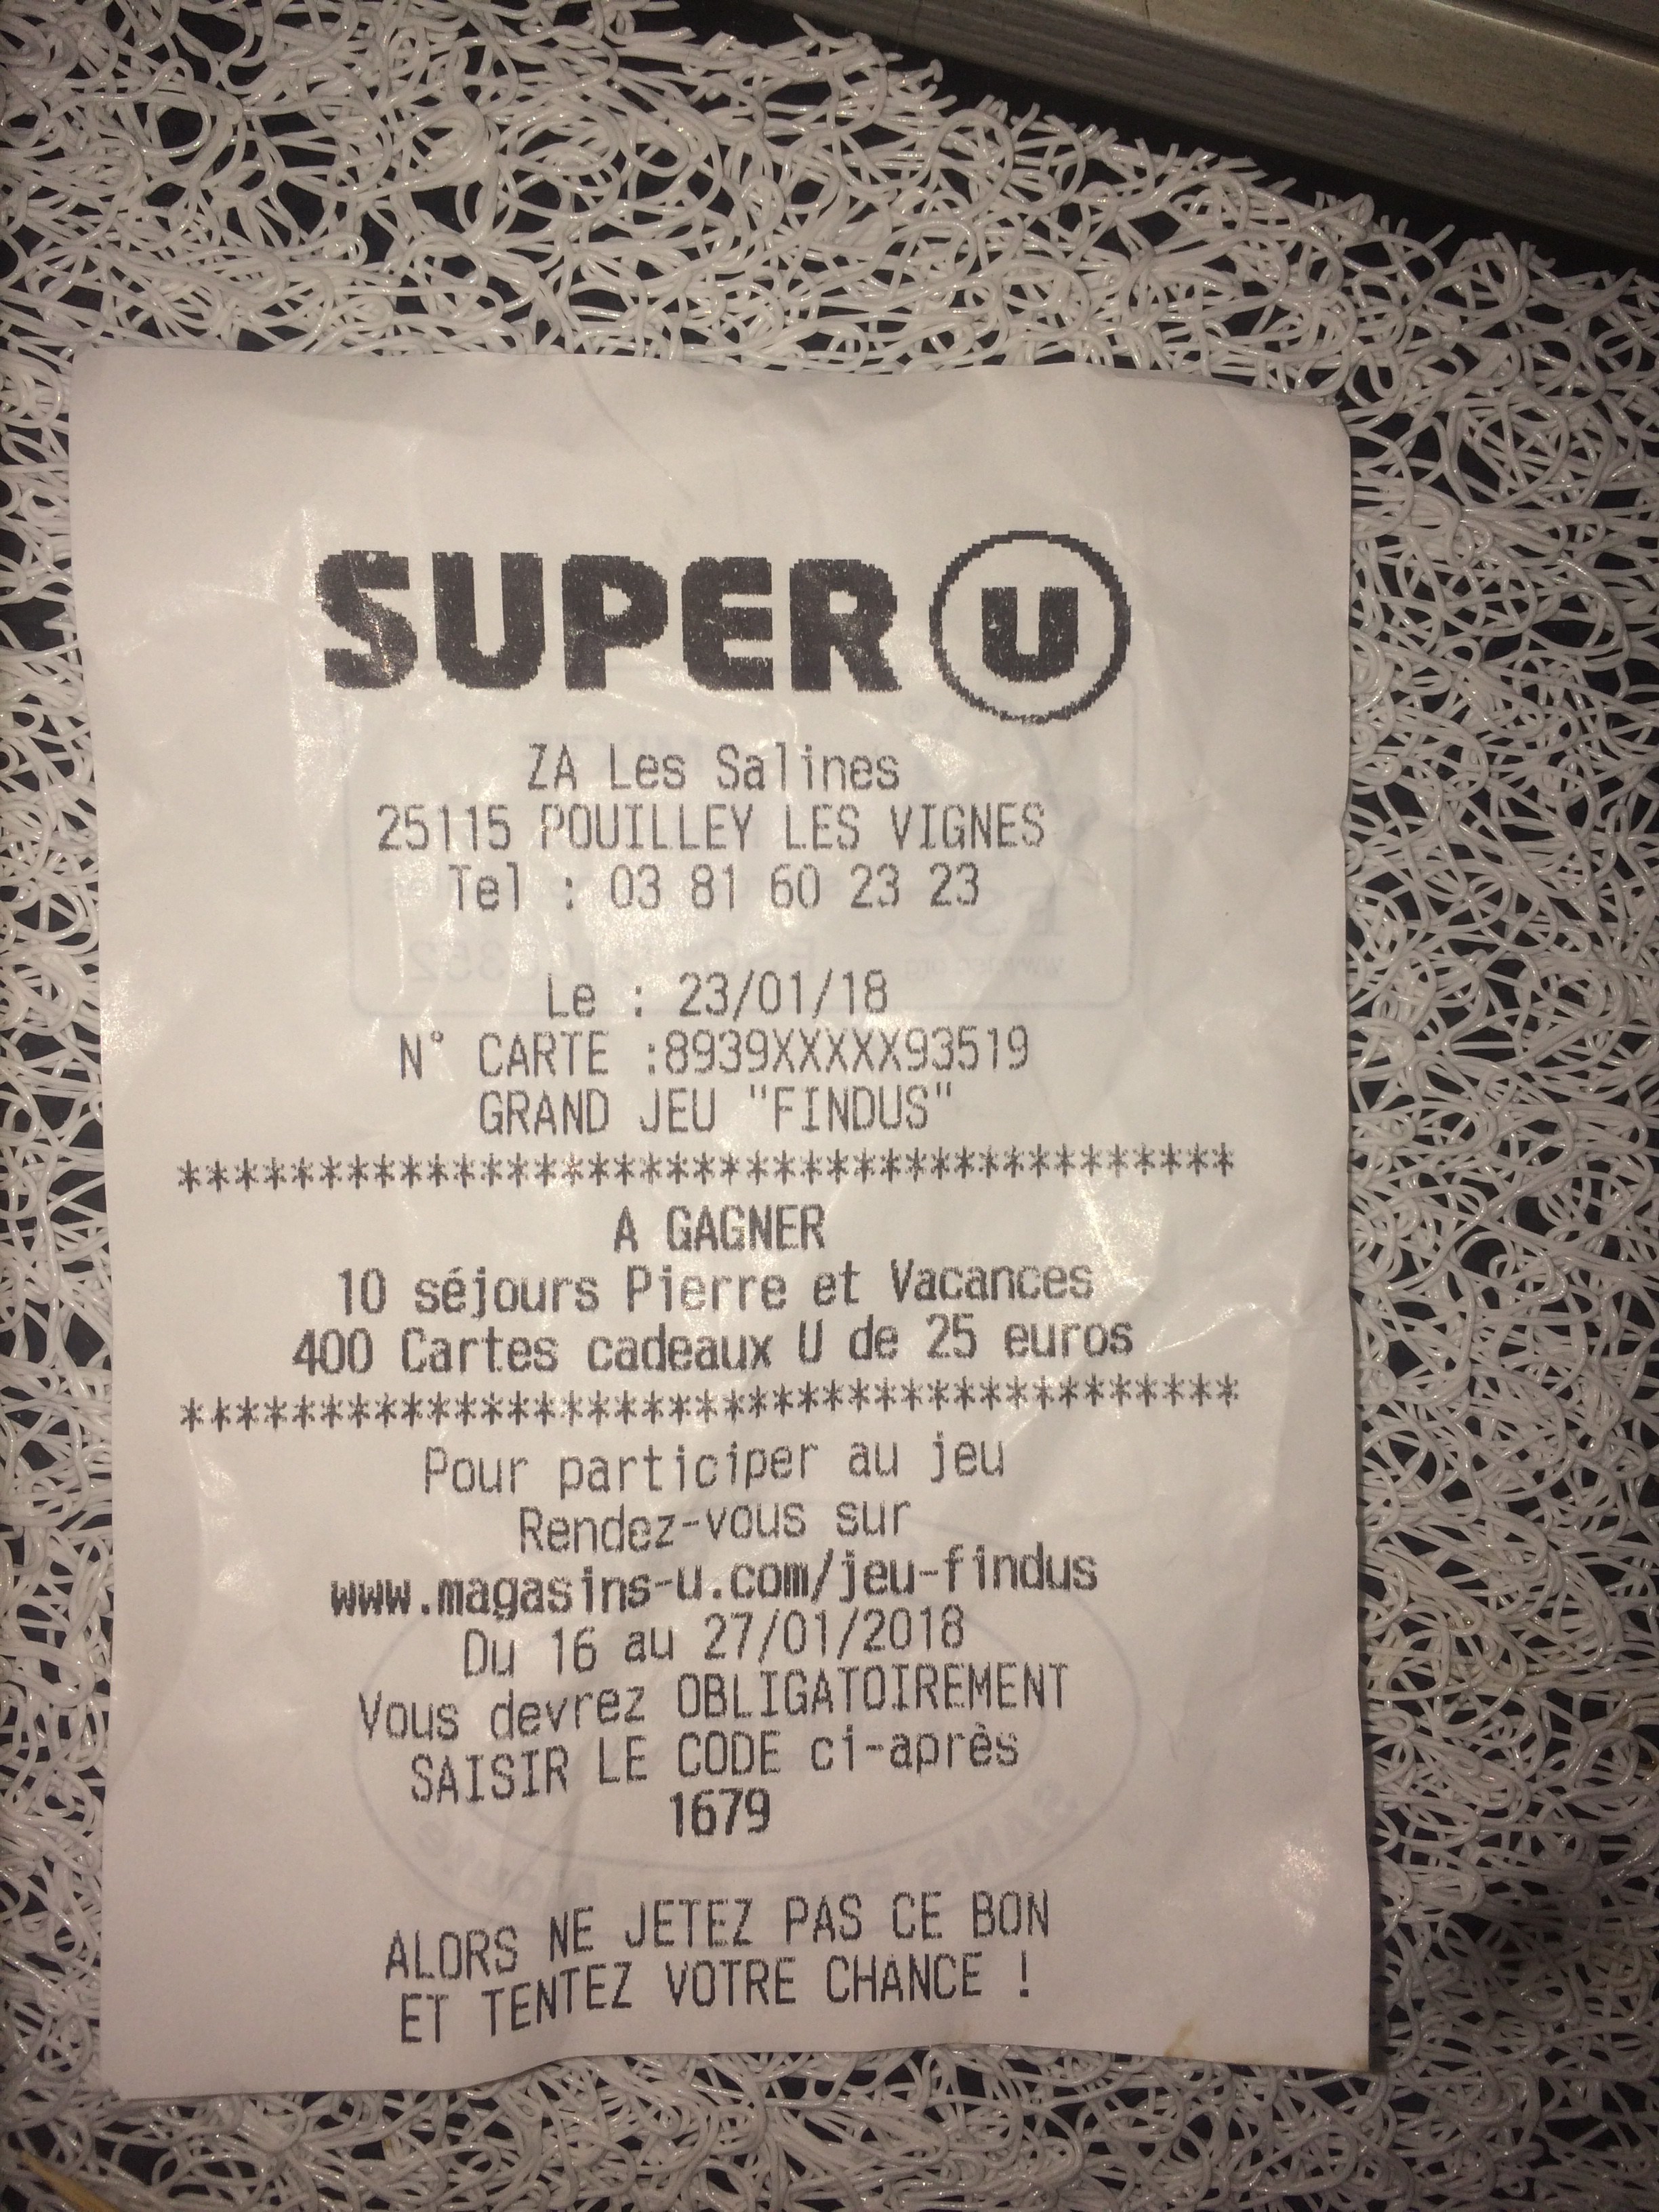 SUPER U
ZA Les Salines
25115 POUILLEY LES VIGNES
Tel : 03 81 60 23 23
Le : 23/01/18
N° CARTE :8939XXXXX93519
GRAND JEU "FINDUS"
****************************************
A GAGNER
10 séjours Pierre et Vacances
400 Cartes cadeaux U de 25 euros
****************************************
Pour participer au jeu
Rendez-vous sur
www.magasins-u.com/jeu-findus
Du 16 au 27/01/2018
Vous devrez OBLIGATOIREMENT
SAISIR LE CODE ci-après
1679
ALORS NE JETEZ PAS CE BON
ET TENTEZ VOTRE CHANCE !